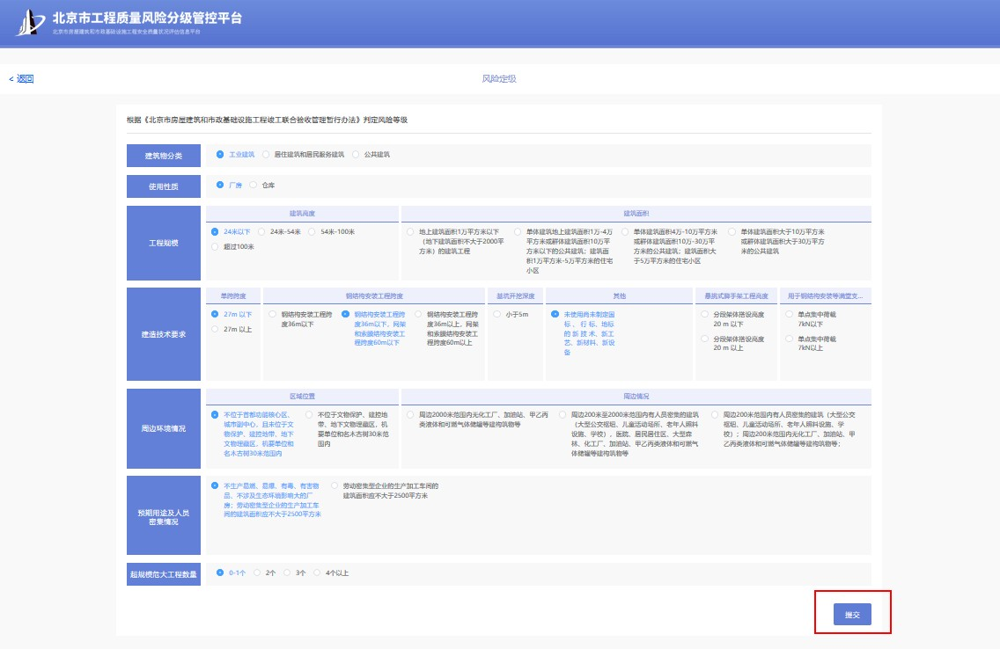 北京市工程质量风险分级管控平台
北京市房屋建筑和市政基础设施工程安全质量状况评估信息平台
< 返回
风险定级
根据《北京市房屋建筑和市政基础设施工程竣工联合验收管理暂行办法》判定风险等级
建筑物分类
工业建筑 居住建筑和居民服务建筑 公共建筑
使用性质
厂房 仓库
工程规模
建筑高度
24米以下 24米-54米 54米-100米
超过100米
建筑面积
地上建筑面积1万平方米以下
（地下建筑面积不大于2000平
方米）的建筑工程
单体建筑地上建筑面积1万-4万
平方米或群体建筑面积10万平
方米以下的公共建筑；建筑面
积1万平方米-5万平方米的住宅
小区
单体建筑面积4万-10万平方米
或群体建筑面积10万-30万平
方米的公共建筑；建筑面积大
于5万平方米的住宅小区
单体建筑面积大于10万平方米
或群体建筑面积大于30万平方
米的公共建筑
建造技术要求
单跨跨度
27m 以下
27m 以上
钢结构安装工程跨度
钢结构安装工程跨
度36m以下
钢结构安装工程跨
度36m以下，网架
和索膜结构安装工
程跨度60m以下
钢结构安装工程跨
度36m以上，网架
和索膜结构安装工
程跨度60m以上
基坑开挖深度
小于5m
其他
未使用尚未制定国
标 、 行 标、地标
的 新 技 术、新工
艺、新材料、新设
备
悬挑式脚手架工程高度
分段架体搭设高度
20 m 以下
分段架体搭设高度
20 m 以上
用于钢结构安装等满堂支...
单点集中荷载
7kN以下
单点集中荷载
7kN以上
周边环境情况
区域位置
不位于首都功能核心区、
城市副中心，且未位于文
物保护、建控地带、地下
文物埋藏区、机要单位和
名木古树30米范围内
不位于文物保护、建控地
带、地下文物埋藏区、机
要单位和名木古树30米范
围内
周边情况
周边2000米范围内无化工厂、加油站、甲乙丙
类液体和可燃气体储罐等建构筑物等
周边200米至2000米范围内有人员密集的建筑
（大型公交枢纽、儿童活动场所、老年人照料
设施、学校），医院、居民居住区、大型森
林、化工厂、加油站、甲乙丙类液体和可燃气
体储罐等建构筑物等
周边200米范围内有人员密集的建筑（大型公交
枢纽、儿童活动场所、老年人照料设施、学
校）；周边200米范围内无化工厂、加油站、甲
乙丙类液体和可燃气体储罐等建构筑物等；
预期用途及人员
密集情况
不生产易燃、易爆、有毒、有害物
品、不涉及生态环境影响大的厂
房；劳动密集型企业的生产加工车
间的建筑面积应不大于2500平方米
劳动密集型企业的生产加工车间的
建筑面积应不大于2500平方米
超规模危大工程数量
0-1个 2个 3个 4个以上
提交